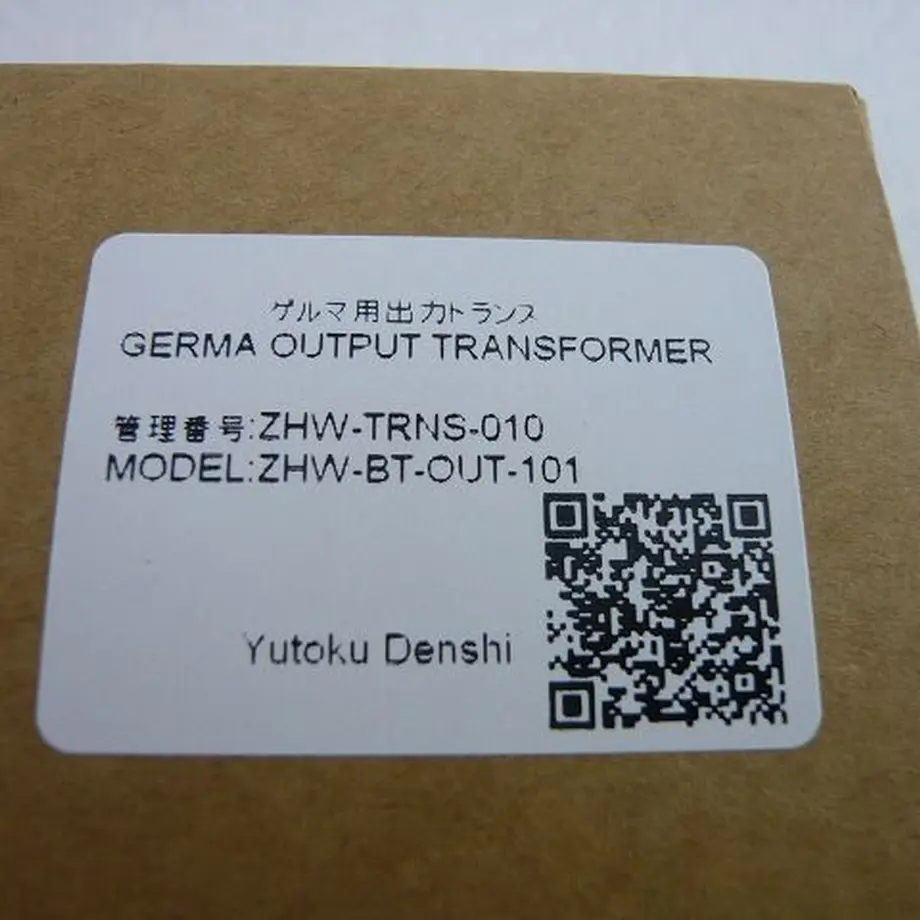 ゲルマ用出力トランス
GERMA OUTPUT TRANSFORMER
管理番号:ZHW-TRNS-010
MODEL:ZHW-BT-OUT-101
Yutoku Denshi